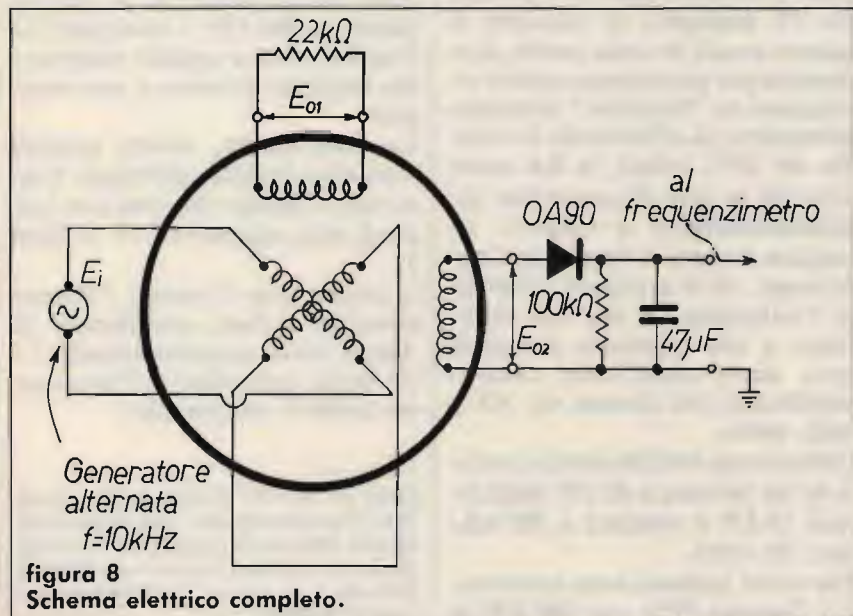 22kΩ
E01
Ei
OA90
al
frequenzimetro
100kΩ
E02
47µF
Generatore
alternata
f=10kHz
figura 8
Schema elettrico completo.